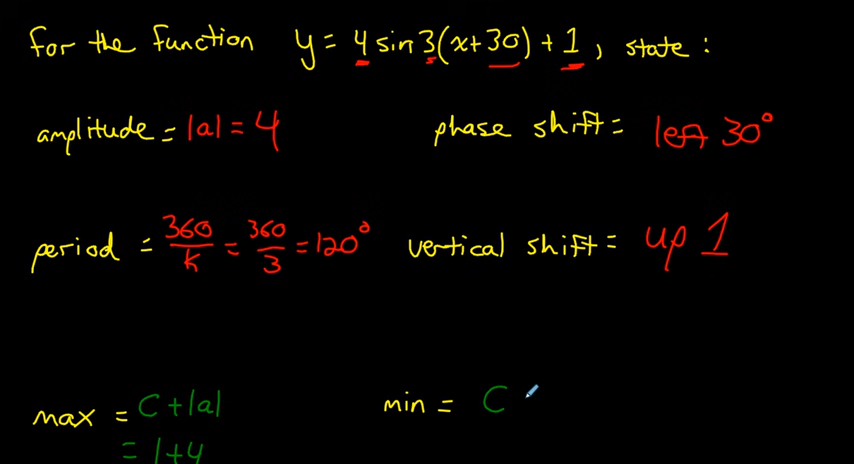 For the function y = 4 sin 3(x+30) + 1, state:
amplitude = |a| = 4
phase shift = left 30°
period = 360/k = 360/3 = 120°
vertical shift = up 1
max = C + |a|
= 1+4
min = C